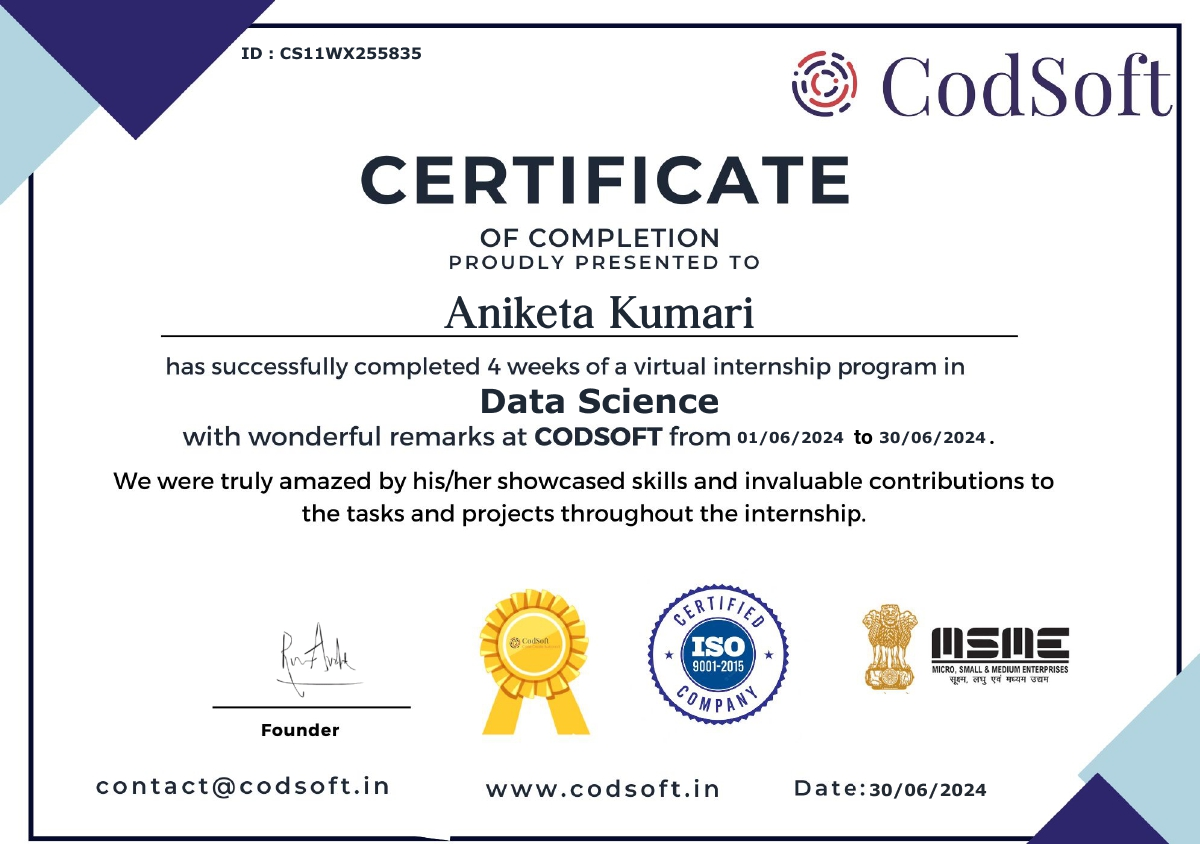 ID : CS11WX255835
CodSoft
CERTIFICATE
OF COMPLETION
PROUDLY PRESENTED TO
Aniketa Kumari
has successfully completed 4 weeks of a virtual internship program in
Data Science
with wonderful remarks at CODSOFT from 01/06/2024 to 30/06/2024.
We were truly amazed by his/her showcased skills and invaluable contributions to
the tasks and projects throughout the internship.
CodSoft
CERTIFIED
ISO
9001-2015
COMPANY
MSME
MICRO, SMALL & MEDIUM ENTERPRISES
सूक्ष्म, लघु एवं मध्यम उद्यम
Founder
contact@codsoft.in
www.codsoft.in
Date:30/06/2024